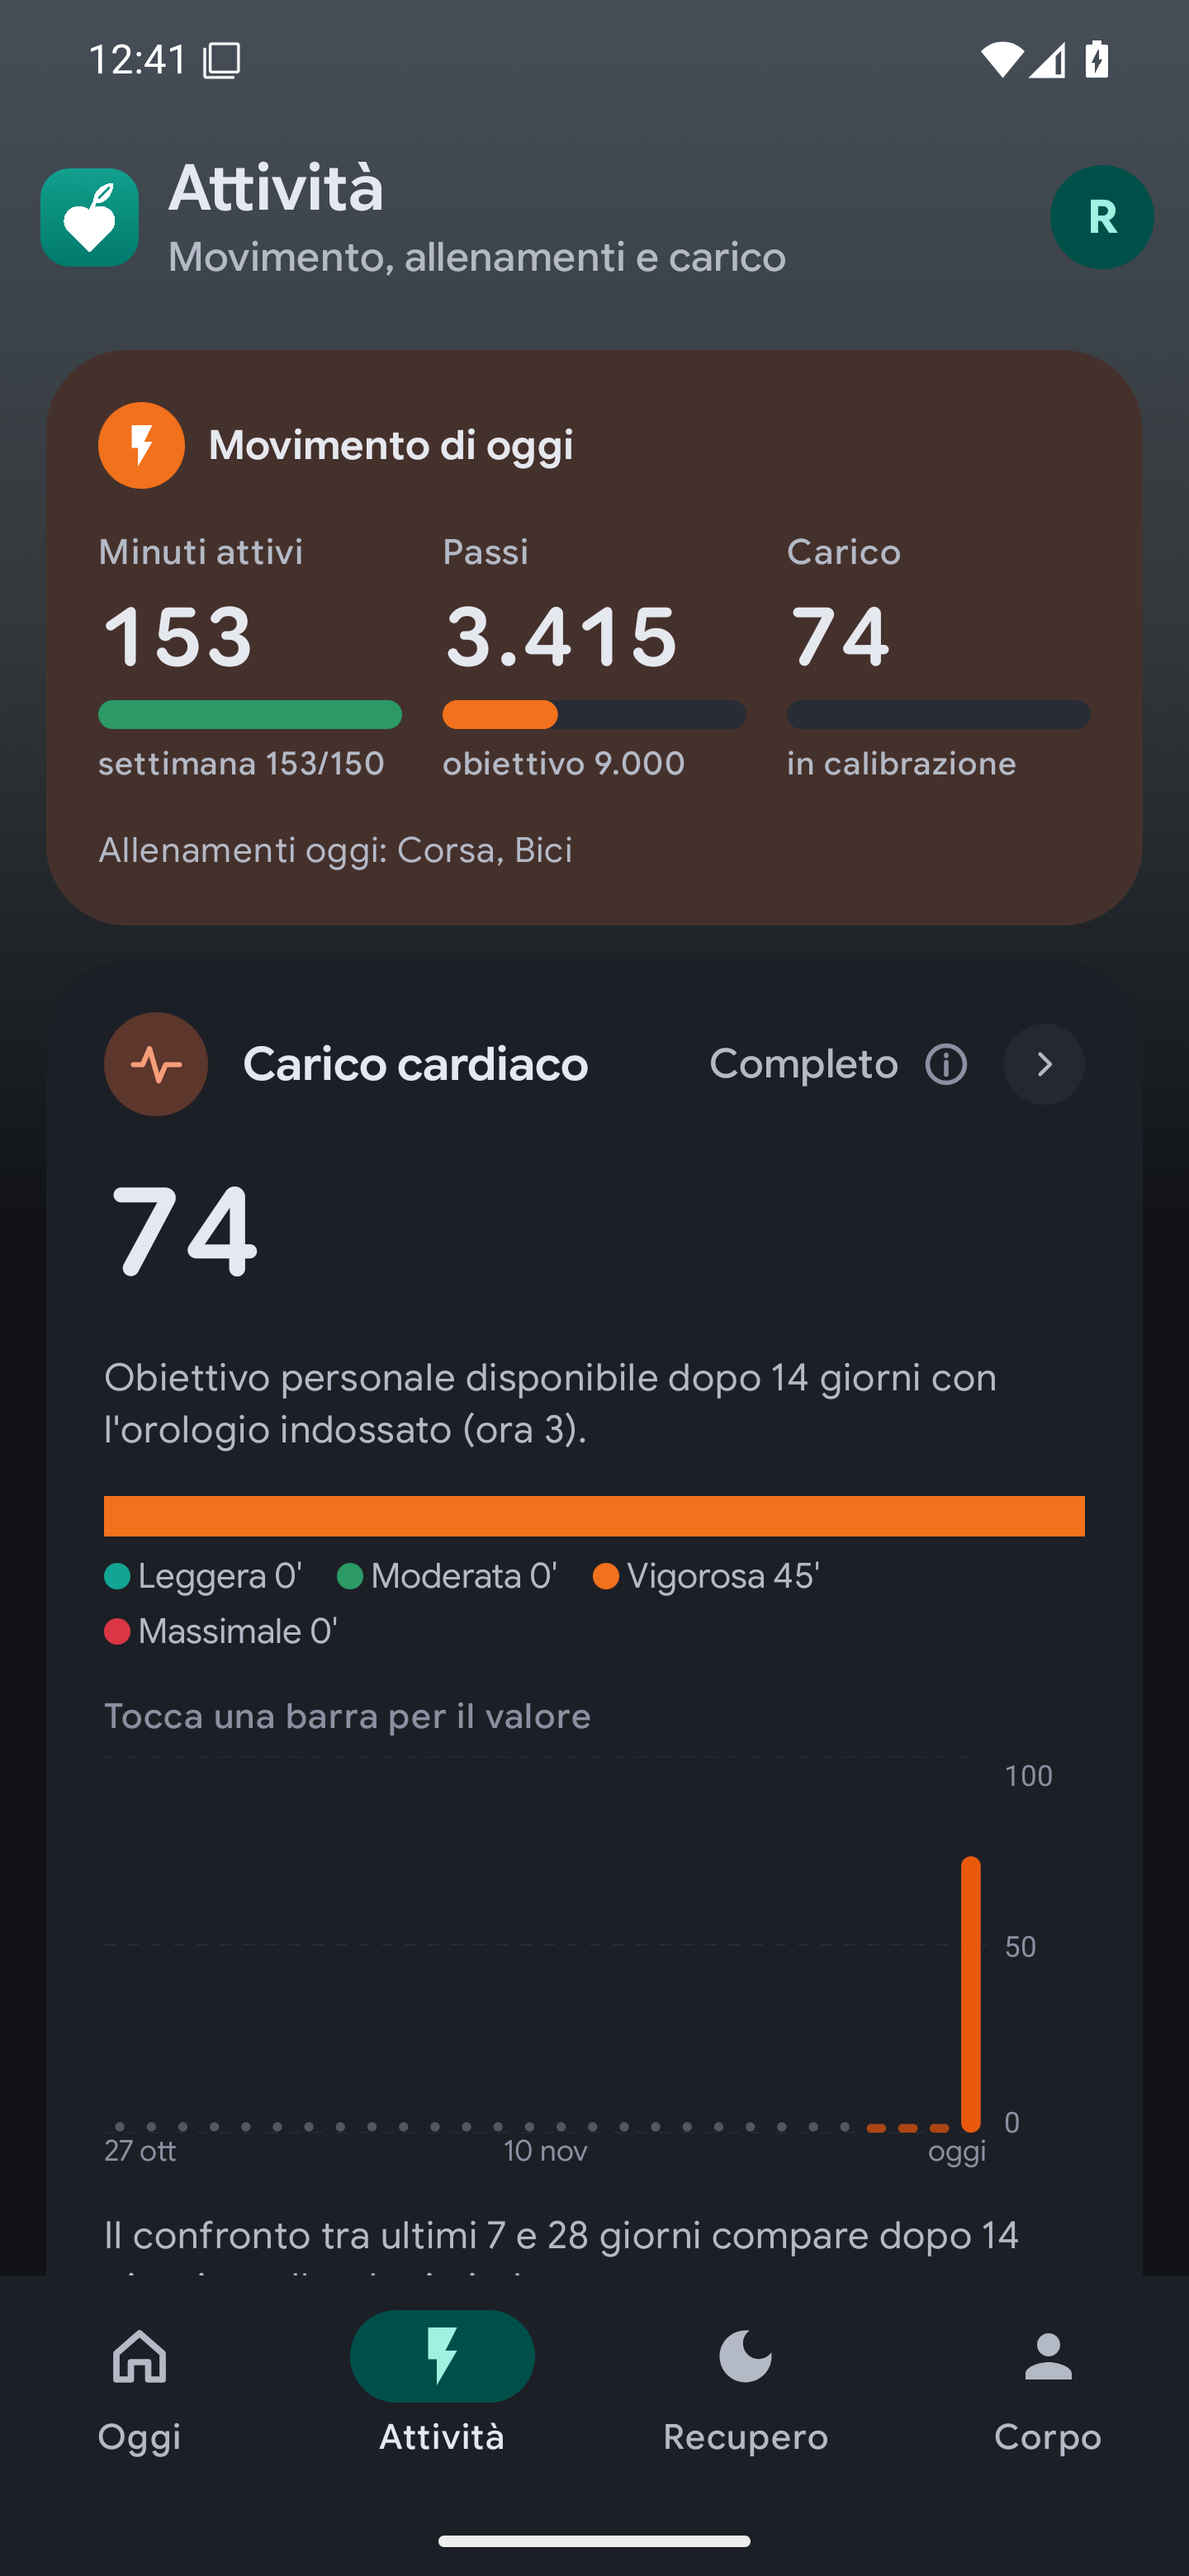 12:41
Attività
R
Movimento, allenamenti e carico
Movimento di oggi
Minuti attivi
Passi
Carico
153
3.415
74
settimana 153/150
obiettivo 9.000
in calibrazione
Allenamenti oggi: Corsa, Bici
Carico cardiaco
Completo
74
Obiettivo personale disponibile dopo 14 giorni con
l'orologio indossato (ora 3).
Leggera 0'
Moderata 0'
Vigorosa 45'
Massimale 0'
Tocca una barra per il valore
100
50
0
27 ott
10 nov
oggi
Il confronto tra ultimi 7 e 28 giorni compare dopo 14
Oggi
Attività
Recupero
Corpo